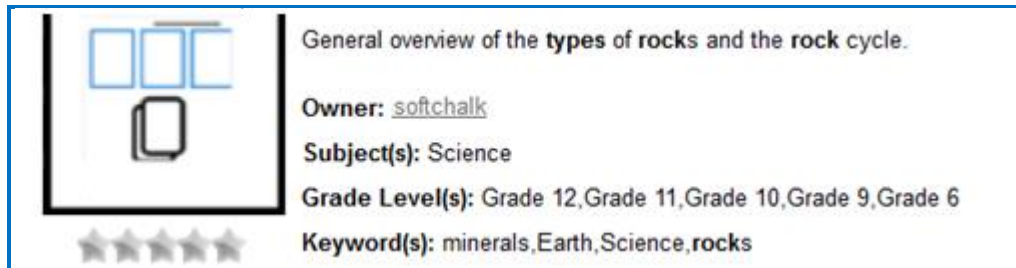 General overview of the types of rocks and the rock cycle.
Owner: softchalk
Subject(s): Science
Grade Level(s): Grade 12,Grade 11,Grade 10,Grade 9,Grade 6
Keyword(s): minerals,Earth,Science,rocks